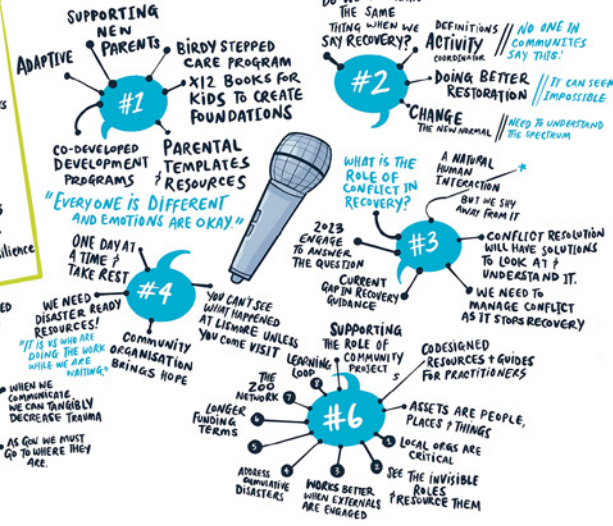 SUPPORTING
NEW
PARENTS
ADAPTIVE
BIRDY STEPPED
CARE PROGRAM
X12 BOOKS FOR
KIDS TO CREATE
FOUNDATIONS
#1
CO-DEVELOPED
DEVELOPMENT
PROGRAMS
PARENTAL
TEMPLATES
& RESOURCES
"EVERYONE IS DIFFERENT
AND EMOTIONS ARE OKAY."
THE SAME
THING WHEN WE
SAY RECOVERY?
#2
DEFINITIONS
ACTIVITY
COORDINATOR
NO ONE IN
COMMUNITES
SAY THIS!
DOING BETTER
RESTORATION
IT CAN SEEM
IMPOSSIBLE
CHANGE
THE NEW NORMAL
NEED TO UNDERSTAND
THE SPECTRUM
WHAT IS THE
ROLE OF
CONFLICT IN
RECOVERY?
A NATURAL
HUMAN
INTERACTION
BUT WE SHY
AWAY FROM IT
#3
2023
ENGAGE
TO ANSWER
THE QUESTION
CURRENT
GAP IN RECOVERY
GUIDANCE
CONFLICT RESOLUTION
WILL HAVE SOLUTIONS
TO LOOK AT &
UNDERSTAND IT.
WE NEED TO
MANAGE CONFLICT
AS IT STOPS RECOVERY
silience
ONE DAY AT
A TIME &
TAKE REST
#4
WE NEED
DISASTER READY
RESOURCES!
"IT IS US WHO ARE
DOING THE WORK
WHILE WE ARE
WAITING."
COMMUNITY
ORGANISATION
BRINGS HOPE
YOU CAN'T SEE
WHAT HAPPENED
AT LISMORE UNLESS
YOU COME VISIT
WHEN WE
COMMUNICATE
WE CAN TANGIBLY
DECREASE TRAUMA
AS GOV WE MUST
GO TO WHERE THEY
ARE.
SUPPORTING
THE ROLE OF
COMMUNITY
PROJECTS
LEARNING
LOOP
8
THE
ZOO
NETWORK
7
#6
LONGER
FUNDING
TERMS
6
5
4
ADDRESS
CUMULATIVE
DISASTERS
3
WORKS BETTER
WHEN EXTERNALS
ARE ENGAGED
2
SEE THE INVISIBLE
ROLES
& RESOURCE THEM
1
LOCAL ORGS ARE
CRITICAL
ASSETS ARE PEOPLE,
PLACES & THINGS
CODESIGNED
RESOURCES + GUIDES
FOR PRACTITIONERS